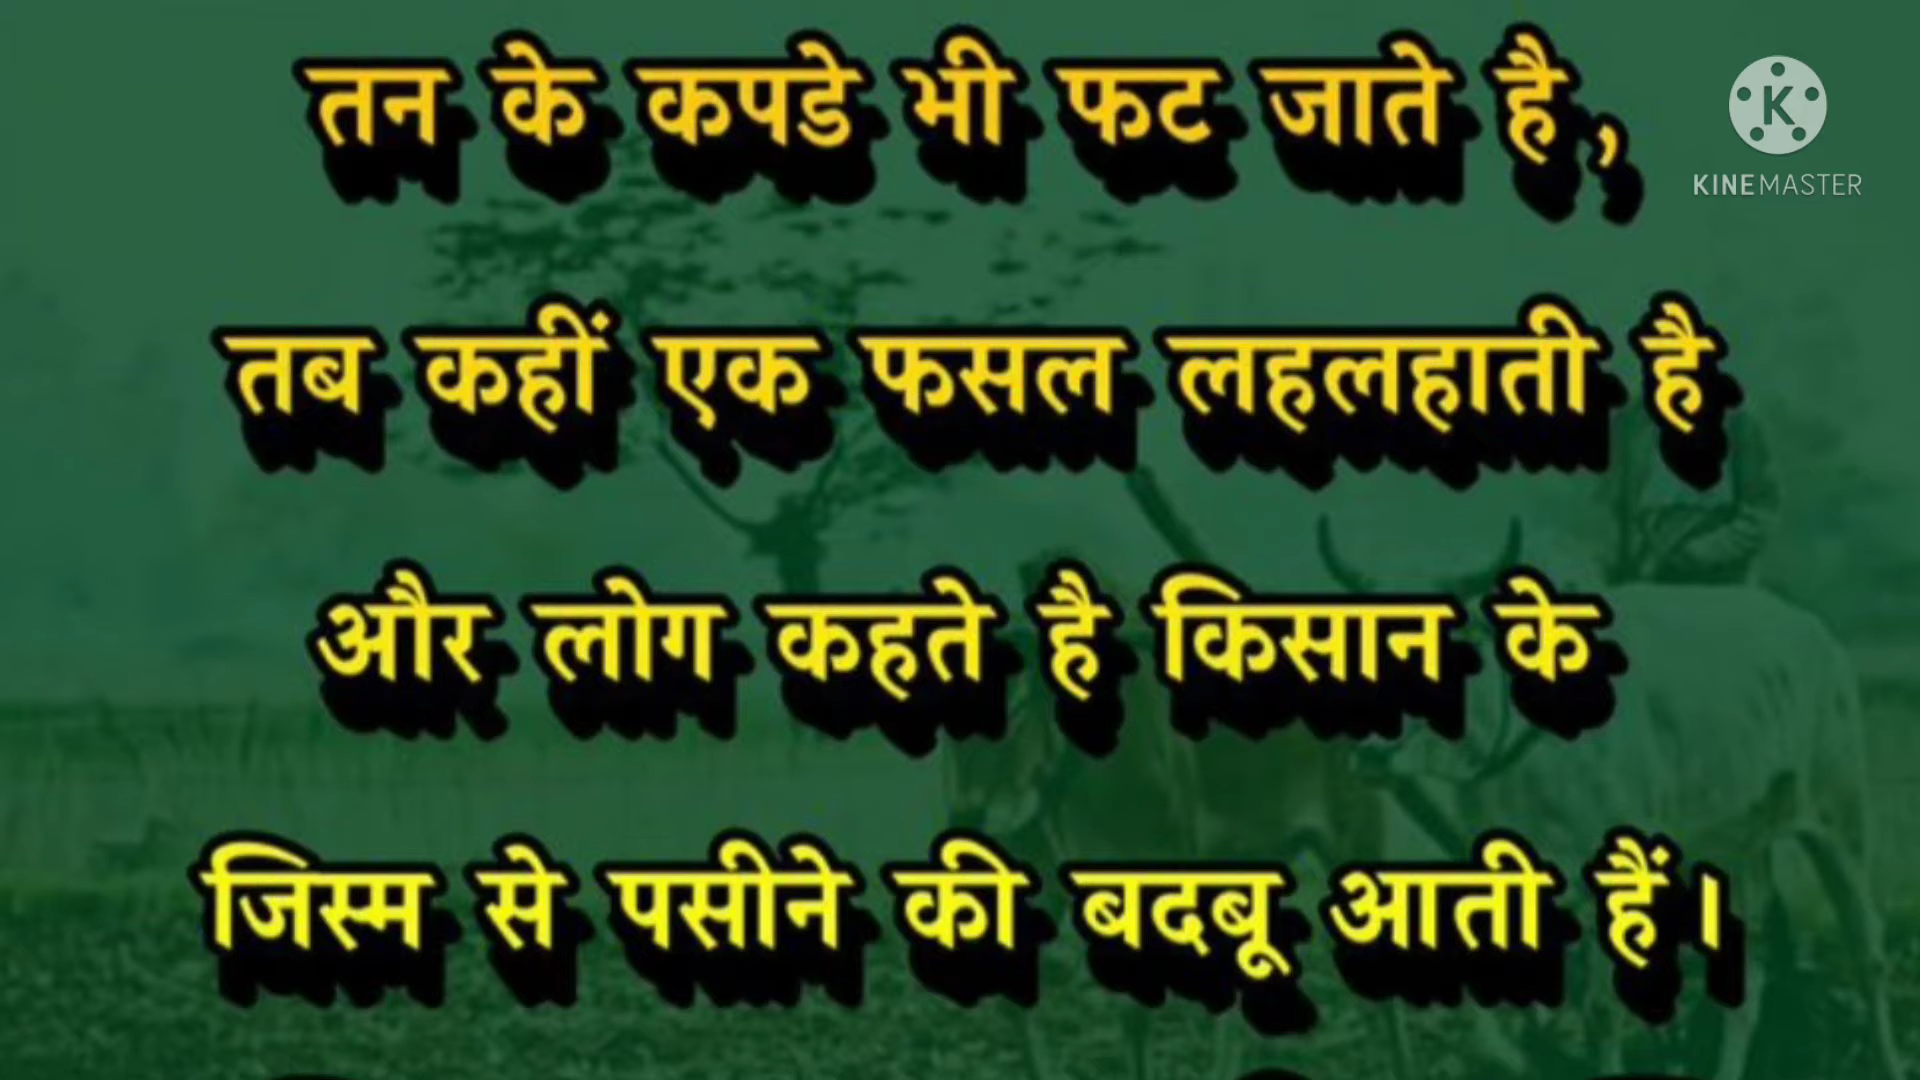 तन के कपडे भी फट जाते है,
तब कहीं एक फसल लहलहाती है
और लोग कहते है किसान के
जिस्म से पसीने की बदबू आती हैं।
K
KINEMASTER